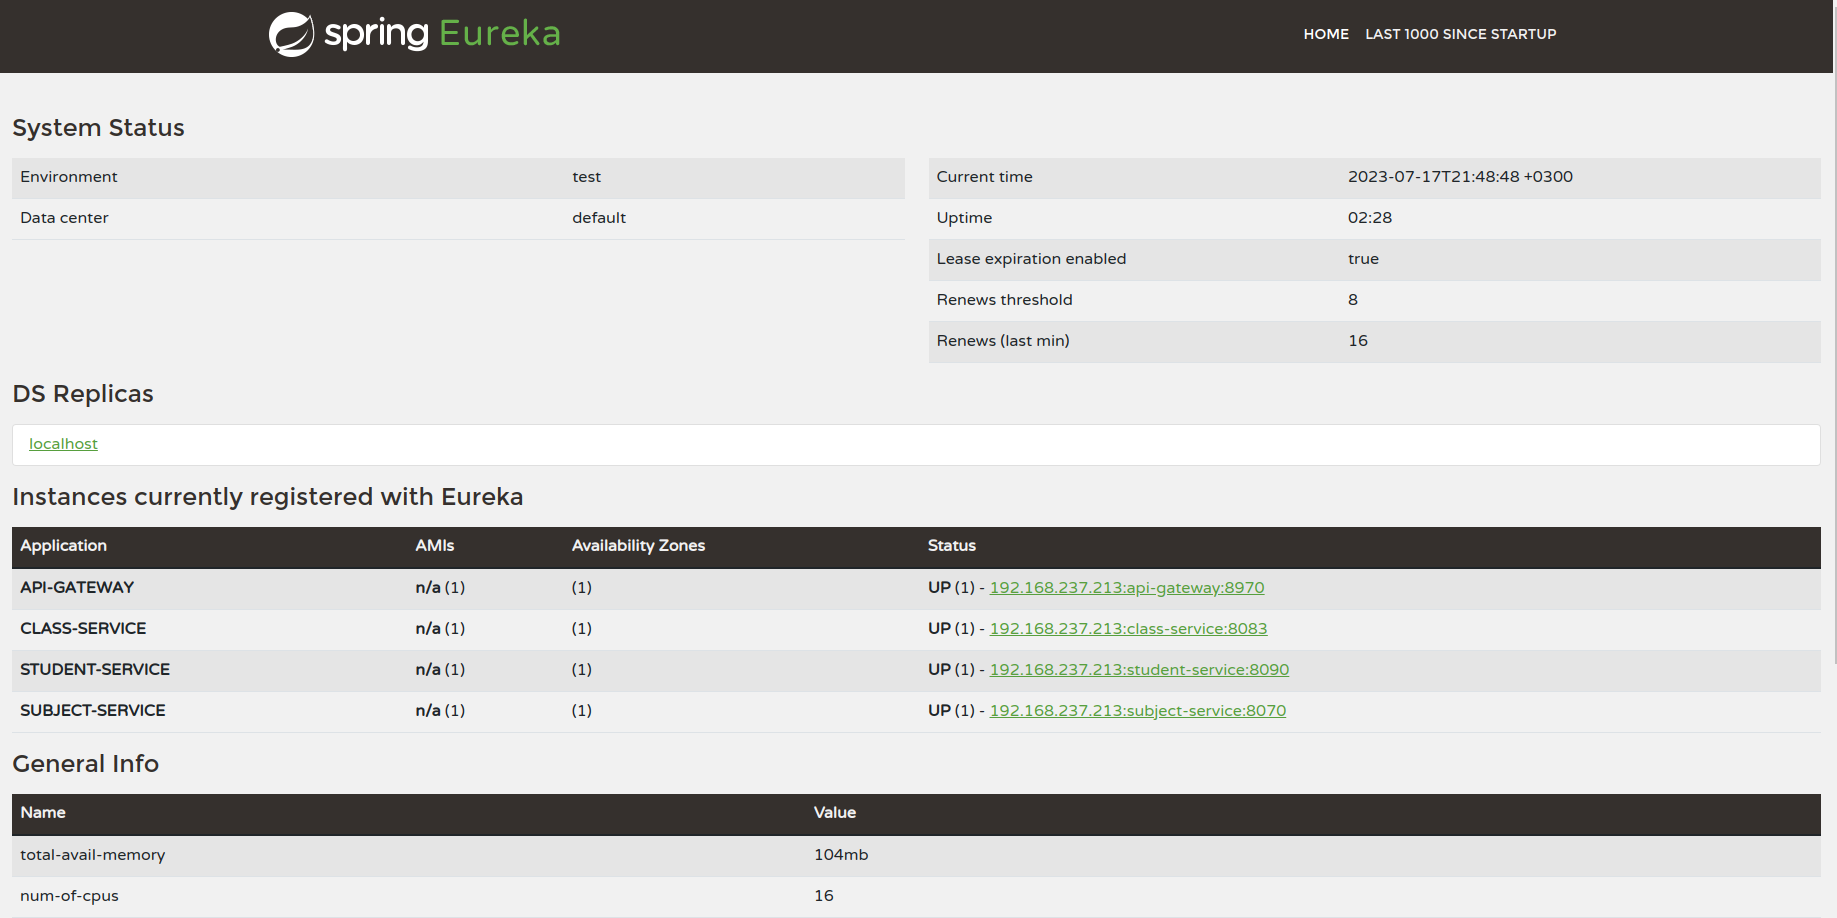 spring Eureka
HOME LAST 1000 SINCE STARTUP
System Status
Environment test
Data center default
Current time 2023-07-17T21:48:48 +0300
Uptime 02:28
Lease expiration enabled true
Renews threshold 8
Renews (last min) 16
DS Replicas
localhost
Instances currently registered with Eureka
Application AMIs Availability Zones Status
API-GATEWAY n/a (1) (1) UP (1) - 192.168.237.213:api-gateway:8970
CLASS-SERVICE n/a (1) (1) UP (1) - 192.168.237.213:class-service:8083
STUDENT-SERVICE n/a (1) (1) UP (1) - 192.168.237.213:student-service:8090
SUBJECT-SERVICE n/a (1) (1) UP (1) - 192.168.237.213:subject-service:8070
General Info
Name Value
total-avail-memory 104mb
num-of-cpus 16